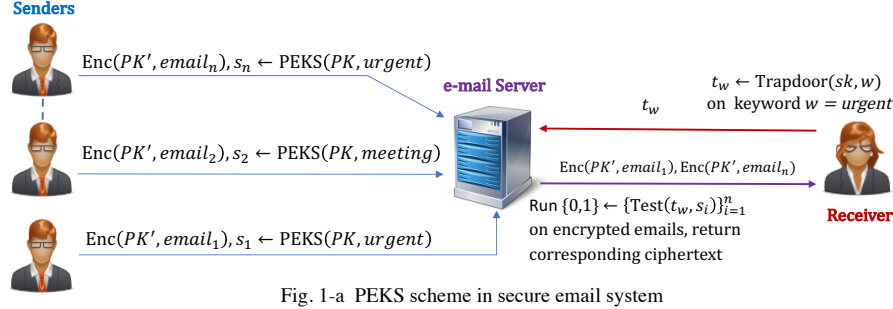 Senders
Enc(PK′, email_n), s_n ← PEKS(PK, urgent)
e-mail Server
t_w ← Trapdoor(sk, w)
on keyword w = urgent
t_w
Enc(PK′, email_2), s_2 ← PEKS(PK, meeting)
Enc(PK′, email_1), Enc(PK′, email_n)
Receiver
Run {0,1} ← {Test(t_w, s_i)}_{i=1}^n
on encrypted emails, return
corresponding ciphertext
Enc(PK′, email_1), s_1 ← PEKS(PK, urgent)
Fig. 1-a PEKS scheme in secure email system